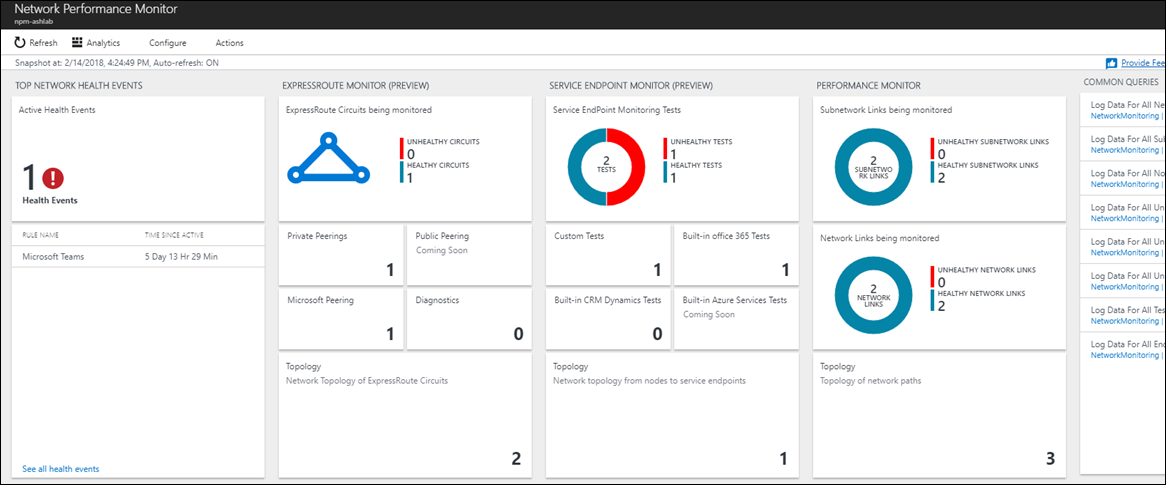 Network Performance Monitor
npm-ashlab
Refresh
Analytics
Configure
Actions
Snapshot at: 2/14/2018, 4:24:49 PM, Auto-refresh: ON
Provide Fee
TOP NETWORK HEALTH EVENTS
Active Health Events
1
Health Events
RULE NAME TIME SINCE ACTIVE
Microsoft Teams 5 Day 13 Hr 29 Min
See all health events
EXPRESSROUTE MONITOR (PREVIEW)
ExpressRoute Circuits being monitored
UNHEALTHY CIRCUITS
0
HEALTHY CIRCUITS
1
Private Peerings
1
Public Peering
Coming Soon
Microsoft Peering
1
Diagnostics
0
Topology
Network Topology of ExpressRoute Circuits
2
SERVICE ENDPOINT MONITOR (PREVIEW)
Service EndPoint Monitoring Tests
2
TESTS
UNHEALTHY TESTS
1
HEALTHY TESTS
1
Custom Tests
1
Built-in office 365 Tests
1
Built-in CRM Dynamics Tests
0
Built-in Azure Services Tests
Coming Soon
Topology
Network topology from nodes to service endpoints
1
PERFORMANCE MONITOR
Subnetwork Links being monitored
2
SUBNETWO
RK LINKS
UNHEALTHY SUBNETWORK LINKS
0
HEALTHY SUBNETWORK LINKS
2
Network Links being monitored
2
NETWORK
LINKS
UNHEALTHY NETWORK LINKS
0
HEALTHY NETWORK LINKS
2
Topology
Topology of network paths
3
COMMON QUERIES
Log Data For All Ne
NetworkMonitoring |
Log Data For All Sul
NetworkMonitoring |
Log Data For All No
NetworkMonitoring |
Log Data For All Un
NetworkMonitoring |
Log Data For All Un
NetworkMonitoring |
Log Data For All Un
NetworkMonitoring |
Log Data For All Tes
NetworkMonitoring |
Log Data For All End
NetworkMonitoring |